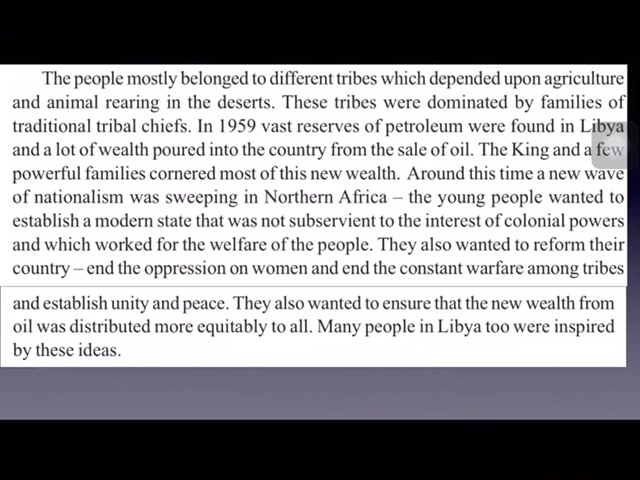 The people mostly belonged to different tribes which depended upon agriculture
and animal rearing in the deserts. These tribes were dominated by families of
traditional tribal chiefs. In 1959 vast reserves of petroleum were found in Libya
and a lot of wealth poured into the country from the sale of oil. The King and a few
powerful families cornered most of this new wealth. Around this time a new wave
of nationalism was sweeping in Northern Africa – the young people wanted to
establish a modern state that was not subservient to the interest of colonial powers
and which worked for the welfare of the people. They also wanted to reform their
country – end the oppression on women and end the constant warfare among tribes
and establish unity and peace. They also wanted to ensure that the new wealth from
oil was distributed more equitably to all. Many people in Libya too were inspired
by these ideas.